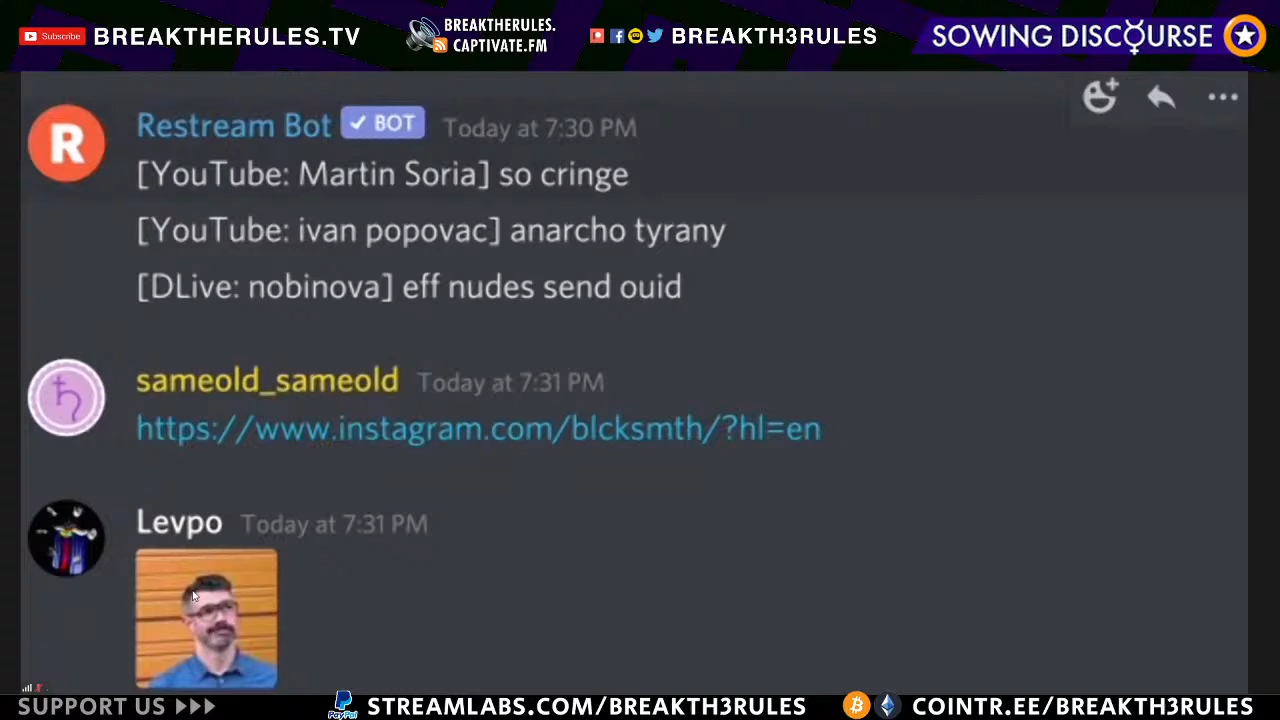 Subscribe BREAKTHERULES.TV
BREAKTHERULES.
CAPTIVATE.FM
BREAKTH3RULES
SOWING DISCOURSE
R
Restream Bot ✓ BOT Today at 7:30 PM
[YouTube: Martin Soria] so cringe
[YouTube: ivan popovac] anarcho tyrany
[DLive: nobinova] eff nudes send ouid
sameold_sameold Today at 7:31 PM
https://www.instagram.com/blcksmth/?hl=en
Levpo Today at 7:31 PM
SUPPORT US >>> PayPal STREAMLABS.COM/BREAKTH3RULES COINTR.EE/BREAKTH3RULES